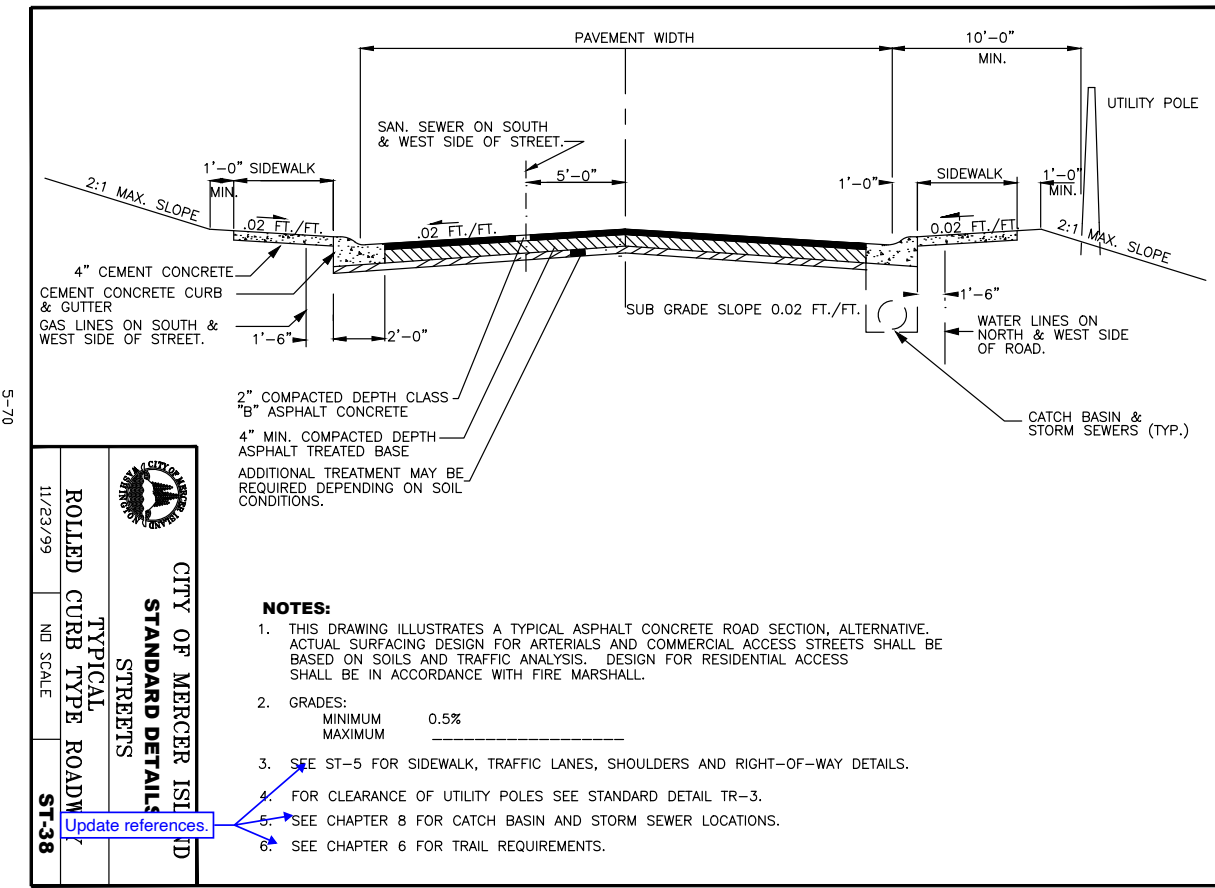 PAVEMENT WIDTH
10'-0"
MIN.
UTILITY POLE
SAN. SEWER ON SOUTH
& WEST SIDE OF STREET.
5'-0"
1'-0" SIDEWALK
MIN.
2:1 MAX. SLOPE
.02 FT./FT.
.02 FT./FT.
1'-0"
SIDEWALK
1'-0"
MIN.
0.02 FT./FT.
2:1 MAX. SLOPE
4" CEMENT CONCRETE
CEMENT CONCRETE CURB
& GUTTER
GAS LINES ON SOUTH &
WEST SIDE OF STREET.
1'-6"
2'-0"
SUB GRADE SLOPE 0.02 FT./FT.
1'-6"
WATER LINES ON
NORTH & WEST SIDE
OF ROAD.
2" COMPACTED DEPTH CLASS
"B" ASPHALT CONCRETE
4" MIN. COMPACTED DEPTH
ASPHALT TREATED BASE
ADDITIONAL TREATMENT MAY BE
REQUIRED DEPENDING ON SOIL
CONDITIONS.
CATCH BASIN &
STORM SEWERS (TYP.)
5-70
NOTES:
1. THIS DRAWING ILLUSTRATES A TYPICAL ASPHALT CONCRETE ROAD SECTION, ALTERNATIVE.
ACTUAL SURFACING DESIGN FOR ARTERIALS AND COMMERCIAL ACCESS STREETS SHALL BE
BASED ON SOILS AND TRAFFIC ANALYSIS. DESIGN FOR RESIDENTIAL ACCESS
SHALL BE IN ACCORDANCE WITH FIRE MARSHALL.
2. GRADES:
MINIMUM 0.5%
MAXIMUM ___________________
3. SEE ST-5 FOR SIDEWALK, TRAFFIC LANES, SHOULDERS AND RIGHT-OF-WAY DETAILS.
4. FOR CLEARANCE OF UTILITY POLES SEE STANDARD DETAIL TR-3.
5. SEE CHAPTER 8 FOR CATCH BASIN AND STORM SEWER LOCATIONS.
6. SEE CHAPTER 6 FOR TRAIL REQUIREMENTS.
Update references.
CITY OF MERCER ISLAND
WASHINGTON
CITY OF MERCER ISLAND
STANDARD DETAILS
STREETS
TYPICAL
ROLLED CURB TYPE ROADWAY
11/23/99
NO SCALE
ST-38